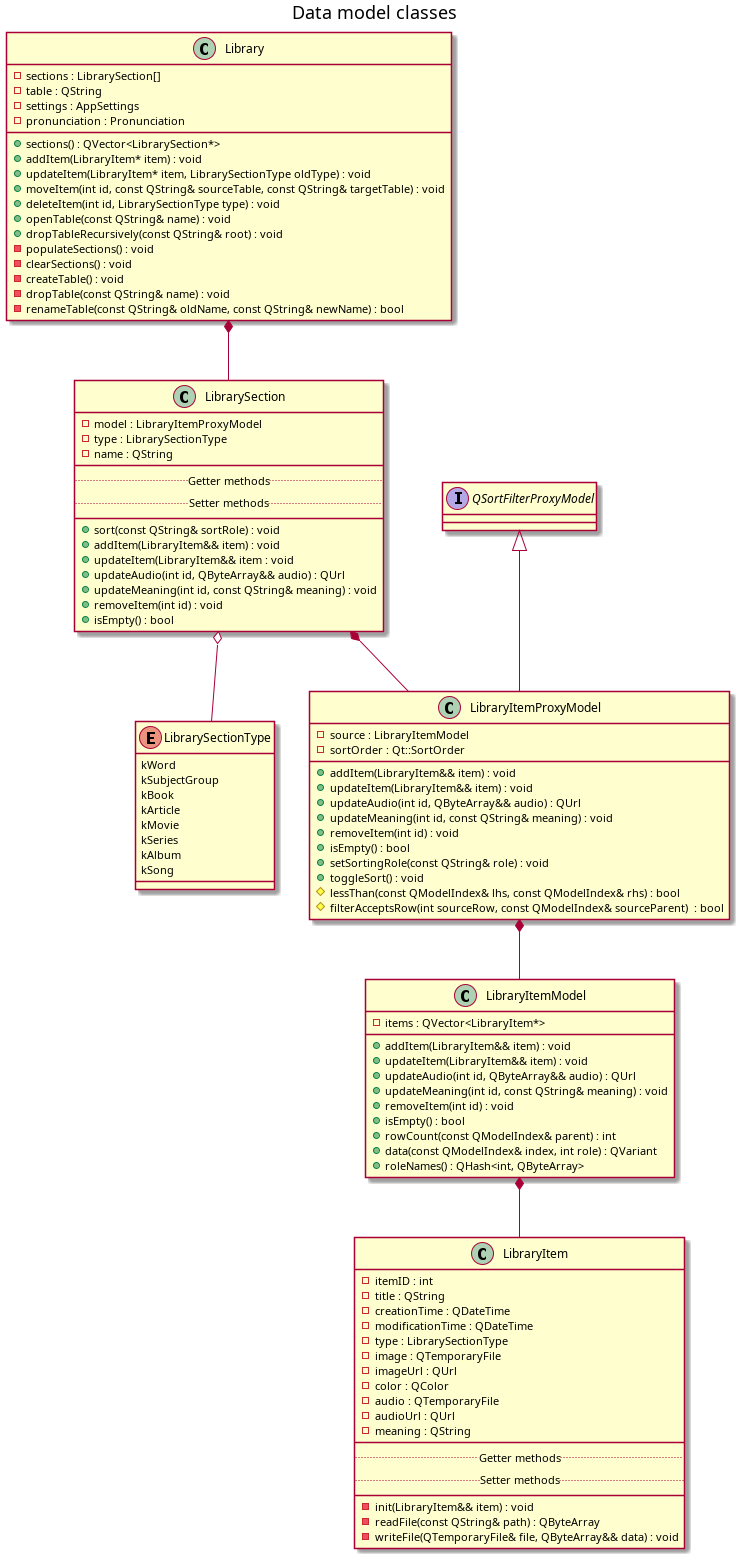 Data model classes
C Library
sections : LibrarySection[]
table : QString
settings : AppSettings
pronunciation : Pronunciation
sections() : QVector<LibrarySection*>
addItem(LibraryItem* item) : void
updateItem(LibraryItem* item, LibrarySectionType oldType) : void
moveItem(int id, const QString& sourceTable, const QString& targetTable) : void
deleteItem(int id, LibrarySectionType type) : void
openTable(const QString& name) : void
dropTableRecursively(const QString& root) : void
populateSections() : void
clearSections() : void
createTable() : void
dropTable(const QString& name) : void
renameTable(const QString& oldName, const QString& newName) : bool
C LibrarySection
model : LibraryItemProxyModel
type : LibrarySectionType
name : QString
Getter methods
Setter methods
sort(const QString& sortRole) : void
addItem(LibraryItem&& item) : void
updateItem(LibraryItem&& item : void
updateAudio(int id, QByteArray&& audio) : QUrl
updateMeaning(int id, const QString& meaning) : void
removeItem(int id) : void
isEmpty() : bool
I QSortFilterProxyModel
E LibrarySectionType
kWord
kSubjectGroup
kBook
kArticle
kMovie
kSeries
kAlbum
kSong
C LibraryItemProxyModel
source : LibraryItemModel
sortOrder : Qt::SortOrder
addItem(LibraryItem&& item) : void
updateItem(LibraryItem&& item) : void
updateAudio(int id, QByteArray&& audio) : QUrl
updateMeaning(int id, const QString& meaning) : void
removeItem(int id) : void
isEmpty() : bool
setSortingRole(const QString& role) : void
toggleSort() : void
lessThan(const QModelIndex& lhs, const QModelIndex& rhs) : bool
filterAcceptsRow(int sourceRow, const QModelIndex& sourceParent)  : bool
C LibraryItemModel
items : QVector<LibraryItem*>
addItem(LibraryItem&& item) : void
updateItem(LibraryItem&& item) : void
updateAudio(int id, QByteArray&& audio) : QUrl
updateMeaning(int id, const QString& meaning) : void
removeItem(int id) : void
isEmpty() : bool
rowCount(const QModelIndex& parent) : int
data(const QModelIndex& index, int role) : QVariant
roleNames() : QHash<int, QByteArray>
C LibraryItem
itemID : int
title : QString
creationTime : QDateTime
modificationTime : QDateTime
type : LibrarySectionType
image : QTemporaryFile
imageUrl : QUrl
color : QColor
audio : QTemporaryFile
audioUrl : QUrl
meaning : QString
Getter methods
Setter methods
init(LibraryItem&& item) : void
readFile(const QString& path) : QByteArray
writeFile(QTemporaryFile& file, QByteArray&& data) : void